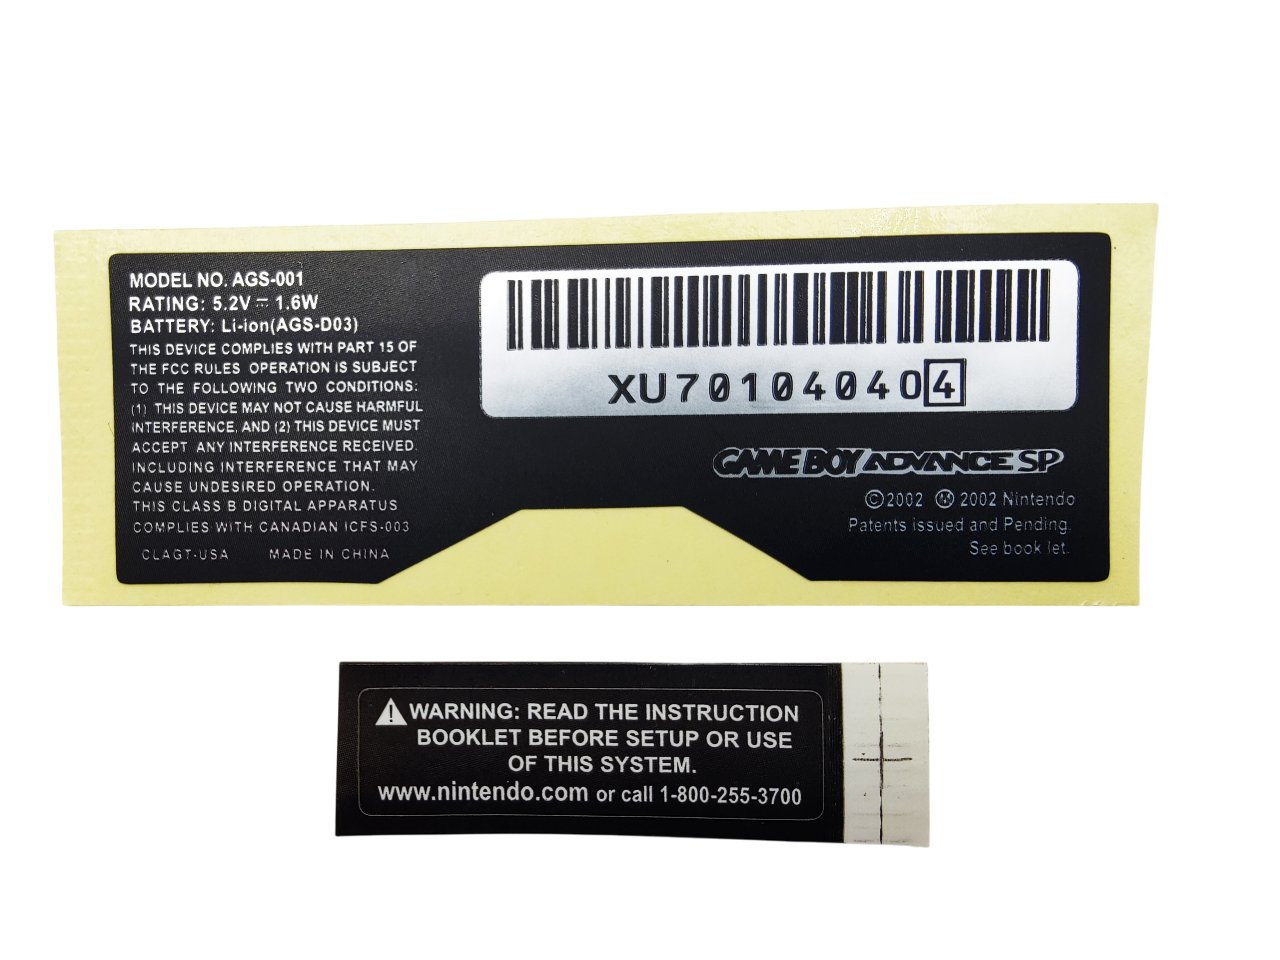 MODEL NO. AGS-001
RATING: 5.2V ⎓ 1.6W
BATTERY: Li-ion(AGS-D03)
THIS DEVICE COMPLIES WITH PART 15 OF
THE FCC RULES OPERATION IS SUBJECT
TO THE FOLLOWING TWO CONDITIONS:
(1) THIS DEVICE MAY NOT CAUSE HARMFUL
INTERFERENCE, AND (2) THIS DEVICE MUST
ACCEPT ANY INTERFERENCE RECEIVED.
INCLUDING INTERFERENCE THAT MAY
CAUSE UNDESIRED OPERATION.
THIS CLASS B DIGITAL APPARATUS
COMPLIES WITH CANADIAN ICFS-003
CLAGT-USA MADE IN CHINA
XU701040404
GAME BOY ADVANCE SP
©2002 Ⓜ 2002 Nintendo
Patents issued and Pending.
See book let.
WARNING: READ THE INSTRUCTION
BOOKLET BEFORE SETUP OR USE
OF THIS SYSTEM.
www.nintendo.com or call 1-800-255-3700